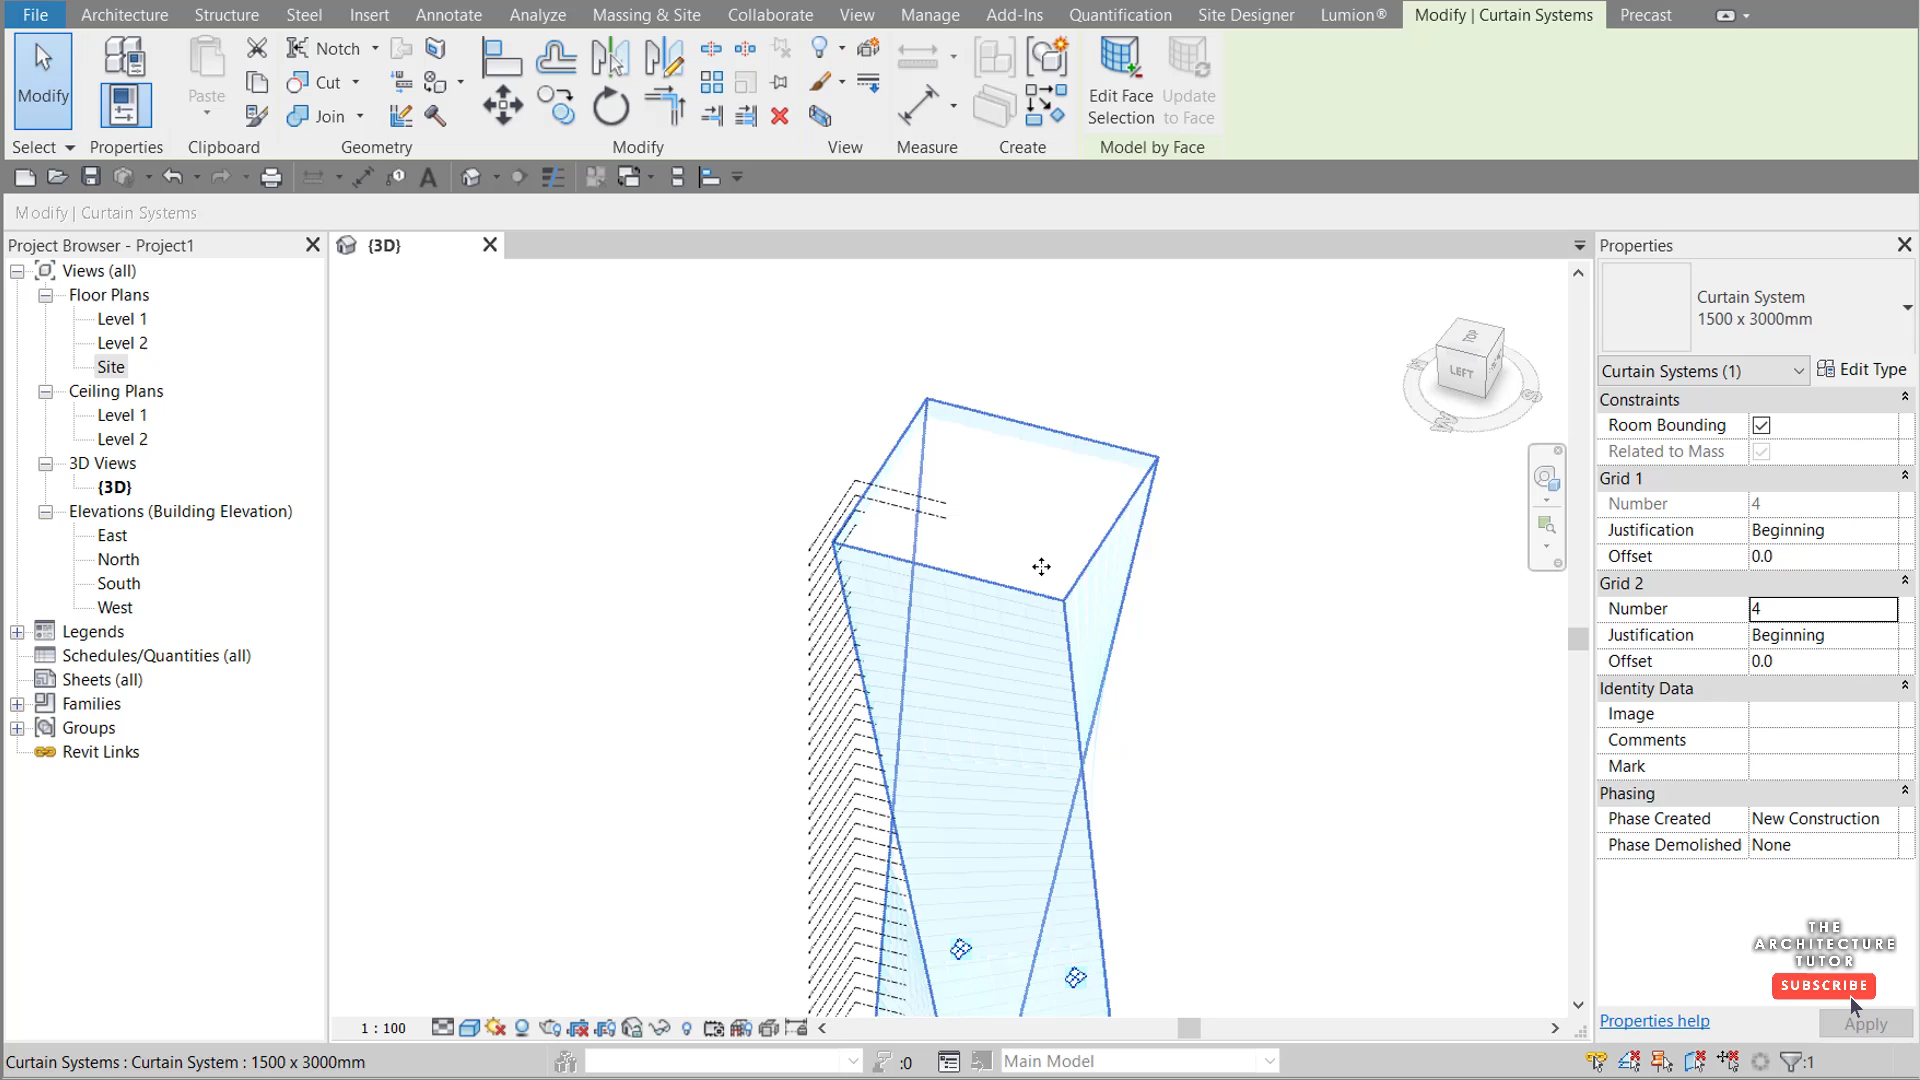 File Architecture Structure Steel Insert Annotate Analyze Massing & Site Collaborate View Manage Add-Ins Quantification Site Designer Lumion® Modify | Curtain Systems Precast
Modify
Paste
Notch
Cut
Join
Edit Face Selection
Update to Face
Select Properties Clipboard Geometry Modify View Measure Create Model by Face
Modify | Curtain Systems
Project Browser - Project1
Views (all)
Floor Plans
Level 1
Level 2
Site
Ceiling Plans
Level 1
Level 2
3D Views
{3D}
Elevations (Building Elevation)
East
North
South
West
Legends
Schedules/Quantities (all)
Sheets (all)
Families
Groups
Revit Links
{3D}
TOP
LEFT
S
Properties
Curtain System
1500 x 3000mm
Curtain Systems (1) Edit Type
Constraints
Room Bounding
Related to Mass
Grid 1
Number 4
Justification Beginning
Offset 0.0
Grid 2
Number 4
Justification Beginning
Offset 0.0
Identity Data
Image
Comments
Mark
Phasing
Phase Created New Construction
Phase Demolished None
THE
ARCHITECTURE
TUTOR
SUBSCRIBE
Properties help Apply
1 : 100
Curtain Systems : Curtain System : 1500 x 3000mm :0 Main Model :1